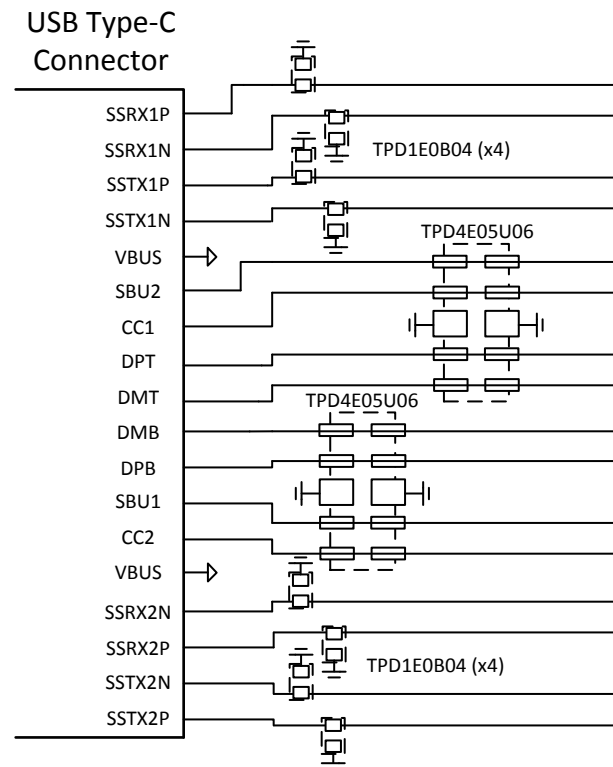 USB Type-C
Connector
SSRX1P
SSRX1N
TPD1E0B04 (x4)
SSTX1P
SSTX1N
TPD4E05U06
VBUS
SBU2
CC1
DPT
DMT
TPD4E05U06
DMB
DPB
SBU1
CC2
VBUS
SSRX2N
SSRX2P
TPD1E0B04 (x4)
SSTX2N
SSTX2P